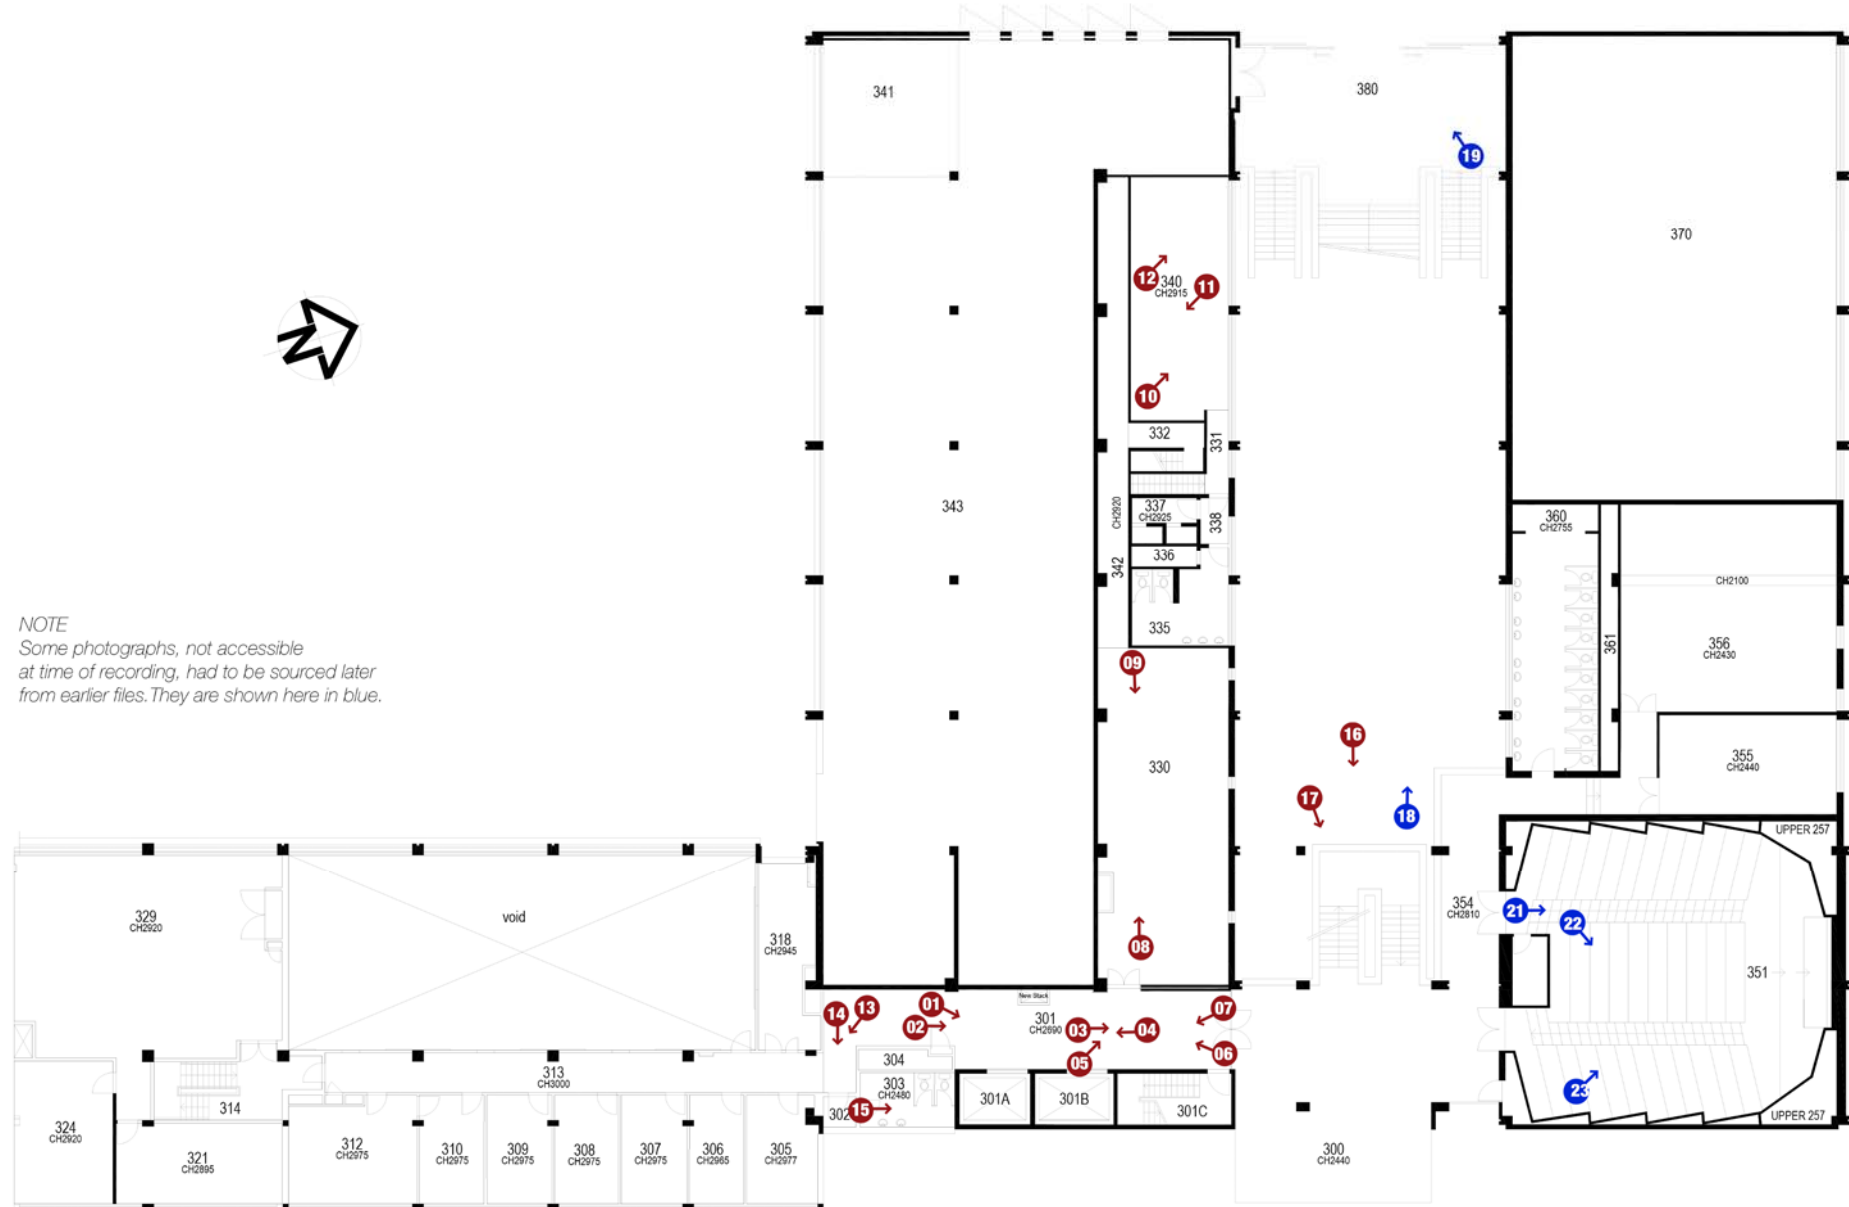 341
380
19
370
12
340
CH2915
11
10
332
331
343
CH2920
337
CH2925
338
336
342
335
360
CH2755
CH2100
361
356
CH2430
NOTE
Some photographs, not accessible
at time of recording, had to be sourced later
from earlier files. They are shown here in blue.
09
16
330
355
CH2440
17
18
UPPER 257
329
CH2920
void
318
CH2945
354
CH2810
21
22
08
351
New Stack
14
13
01
02
301
CH2690
03
04
07
06
05
304
313
CH3000
303
CH2480
302
15
301A
301B
301C
23
UPPER 257
314
324
CH2920
321
CH2895
312
CH2975
310
CH2975
309
CH2975
308
CH2975
307
CH2975
306
CH2965
305
CH2977
300
CH2440
N